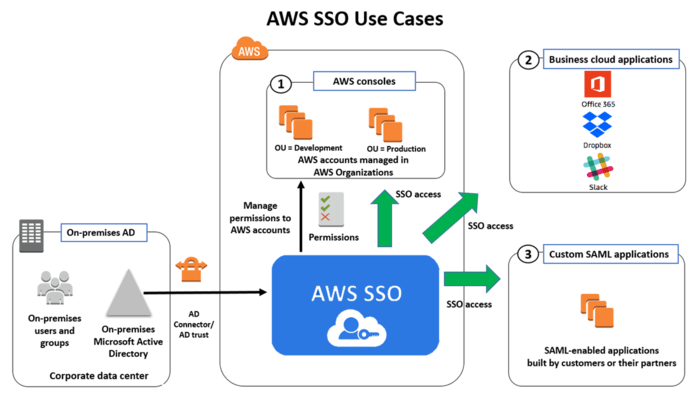 AWS SSO Use Cases
AWS
1
AWS consoles
OU = Development
OU = Production
AWS accounts managed in
AWS Organizations
2
Business cloud applications
Office 365
Dropbox
Slack
Manage
permissions to
AWS accounts
Permissions
SSO access
SSO access
On-premises AD
On-premises
users and
groups
On-premises
Microsoft Active
Directory
Corporate data center
AD
Connector/
AD trust
AWS SSO
SSO access
3
Custom SAML applications
SAML-enabled applications
built by customers or their partners